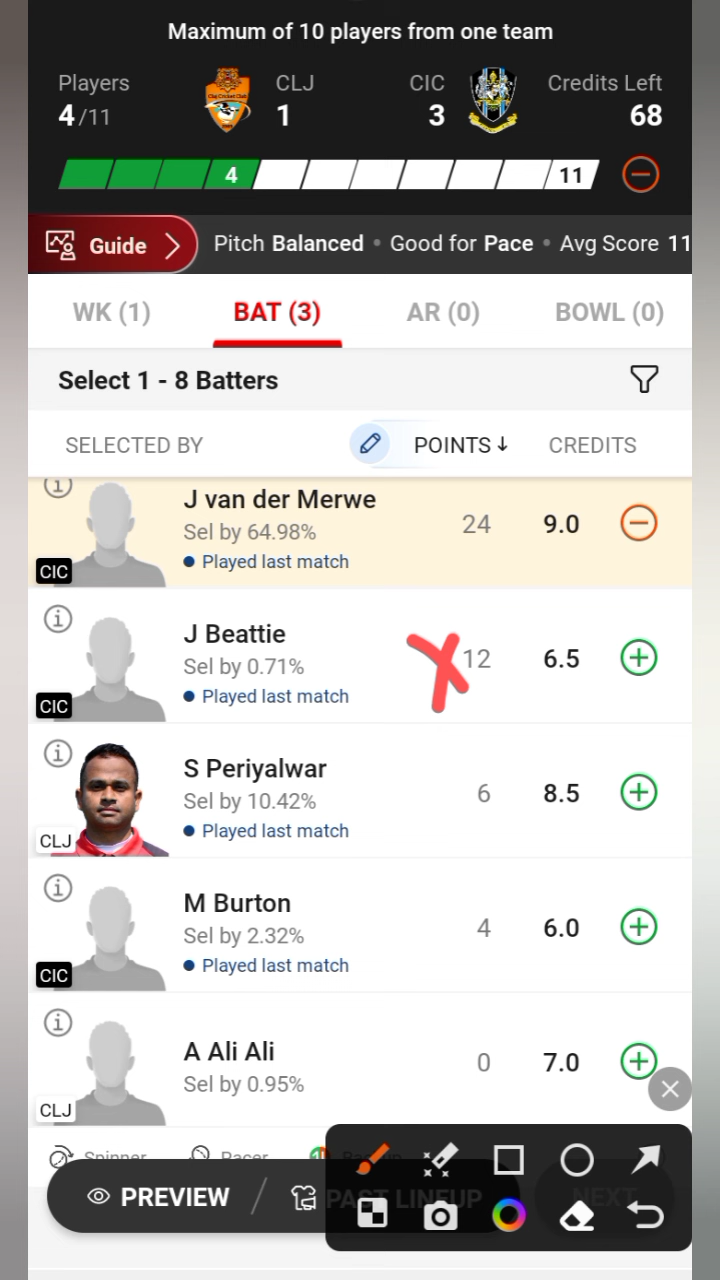 Maximum of 10 players from one team
Players CLJ CIC Credits Left
4/11 1 3 68
4 11
Guide Pitch Balanced • Good for Pace • Avg Score 11
WK (1) BAT (3) AR (0) BOWL (0)
Select 1 - 8 Batters
SELECTED BY POINTS↓ CREDITS
J van der Merwe
Sel by 64.98% 24 9.0
Played last match
CIC
J Beattie
Sel by 0.71% 12 6.5
Played last match
CIC
S Periyalwar
Sel by 10.42% 6 8.5
Played last match
CLJ
M Burton
Sel by 2.32% 4 6.0
Played last match
CIC
A Ali Ali
Sel by 0.95% 0 7.0
CLJ
Spinner Pacer
PREVIEW / PAST LINEUP NEXT